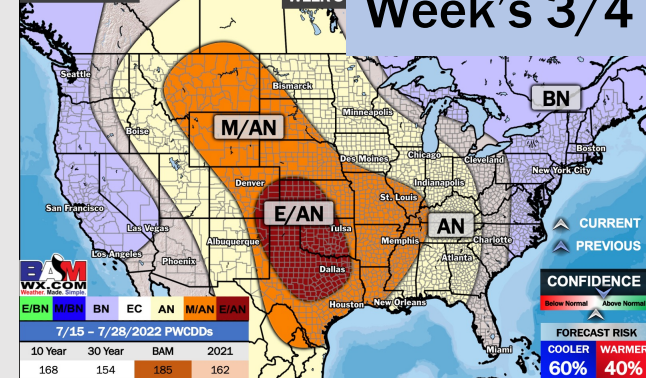 WEEK'S
Week's 3/4
Seattle
Bismarck
BN
M/AN
Minneapolis
Boise
Boston
Chicago
Cleveland
Des Moines
New York City
Denver
Indianapolis
San Francisco
E/AN
St. Louis
CURRENT
Las Vegas
Tulsa
AN
Albuquerque
Memphis
Charlotte
PREVIOUS
Los Angeles
Phoenix
Atlanta
Dallas
BAM
WX.COM
Weather. Made. Simple.
CONFIDENCE
Houston
New Orleans
Below Normal
Above Normal
E/BN M/BN BN EC AN M/AN E/AN
7/15 – 7/28/2022 PWCDDs
FORECAST RISK
10 Year 30 Year BAM 2021
Miami
COOLER WARMER
168 154 185 162
60% 40%